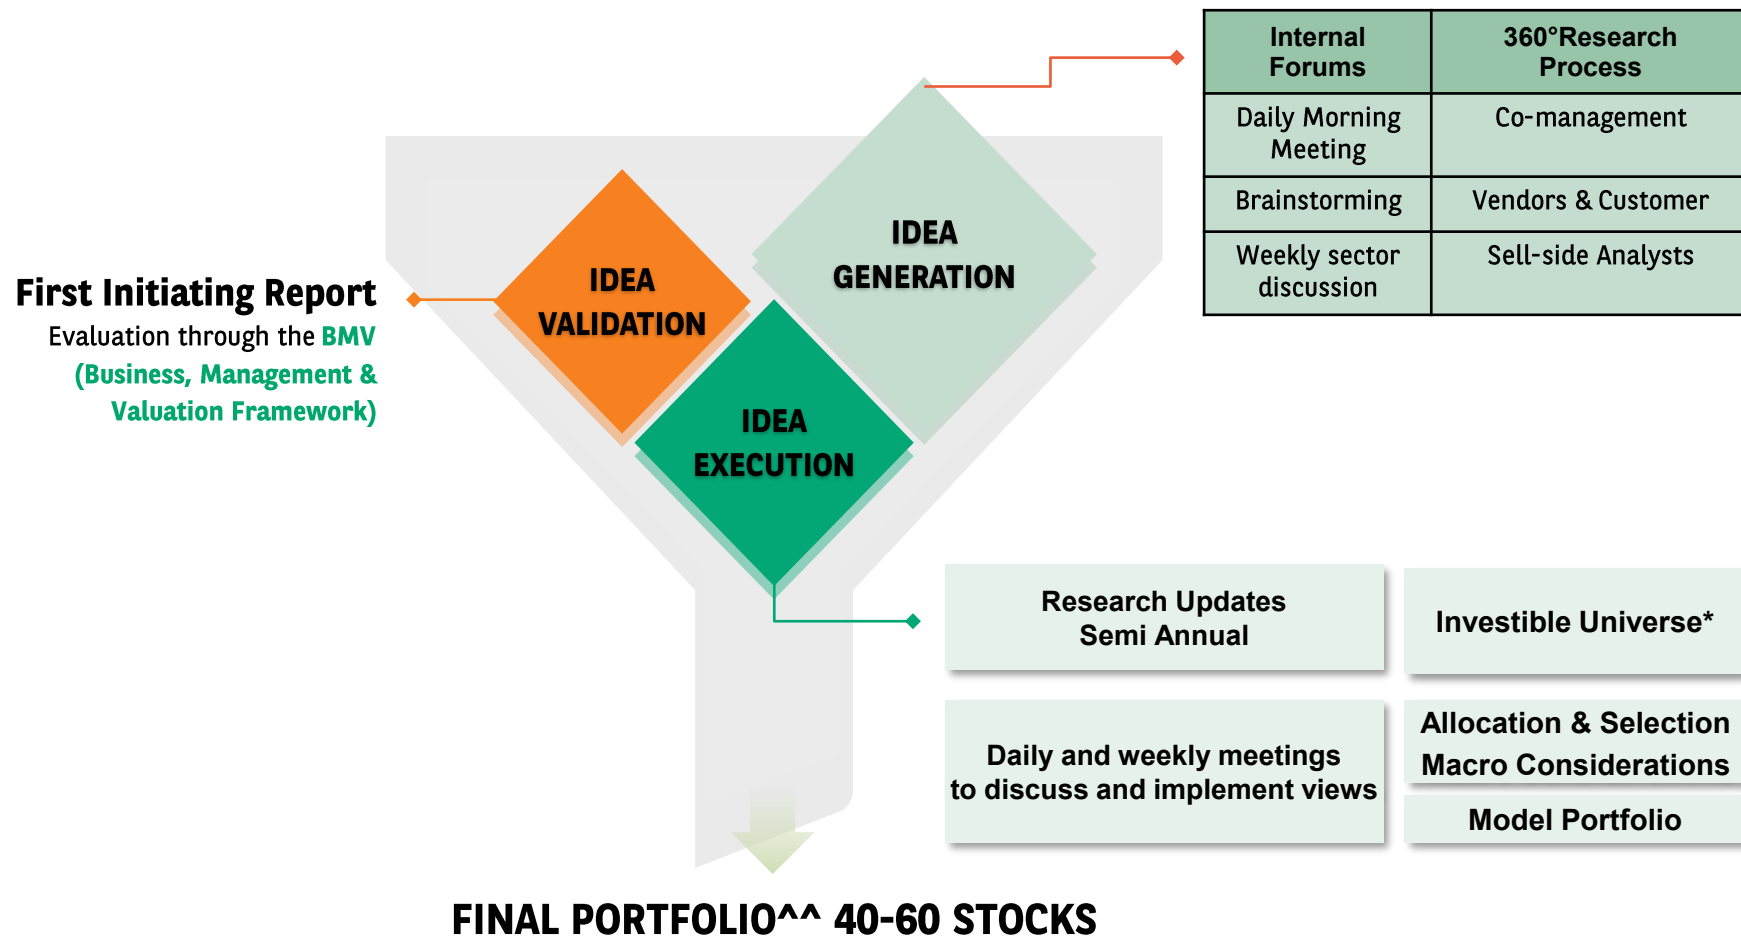 Internal
Forums
360°Research
Process
Daily Morning
Meeting
Co-management
Brainstorming
Vendors & Customer
Weekly sector
discussion
Sell-side Analysts
IDEA
GENERATION
IDEA
VALIDATION
First Initiating Report
Evaluation through the BMV
(Business, Management &
Valuation Framework)
IDEA
EXECUTION
Research Updates
Semi Annual
Investible Universe*
Daily and weekly meetings
to discuss and implement views
Allocation & Selection
Macro Considerations
Model Portfolio
FINAL PORTFOLIO^^ 40-60 STOCKS